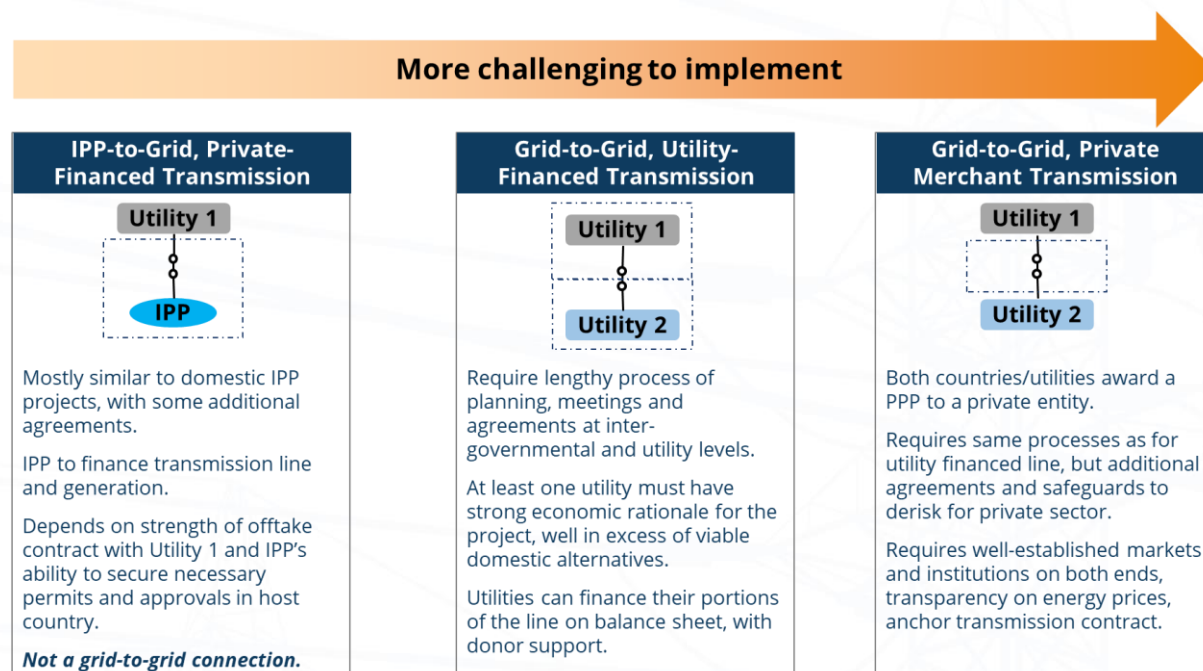 More challenging to implement
IPP-to-Grid, Private-
Financed Transmission
Utility 1
IPP
Mostly similar to domestic IPP
projects, with some additional
agreements.
IPP to finance transmission line
and generation.
Depends on strength of offtake
contract with Utility 1 and IPP’s
ability to secure necessary
permits and approvals in host
country.
Not a grid-to-grid connection.
Grid-to-Grid, Utility-
Financed Transmission
Utility 1
Utility 2
Require lengthy process of
planning, meetings and
agreements at inter-
governmental and utility levels.
At least one utility must have
strong economic rationale for the
project, well in excess of viable
domestic alternatives.
Utilities can finance their portions
of the line on balance sheet, with
donor support.
Grid-to-Grid, Private
Merchant Transmission
Utility 1
Utility 2
Both countries/utilities award a
PPP to a private entity.
Requires same processes as for
utility financed line, but additional
agreements and safeguards to
derisk for private sector.
Requires well-established markets
and institutions on both ends,
transparency on energy prices,
anchor transmission contract.